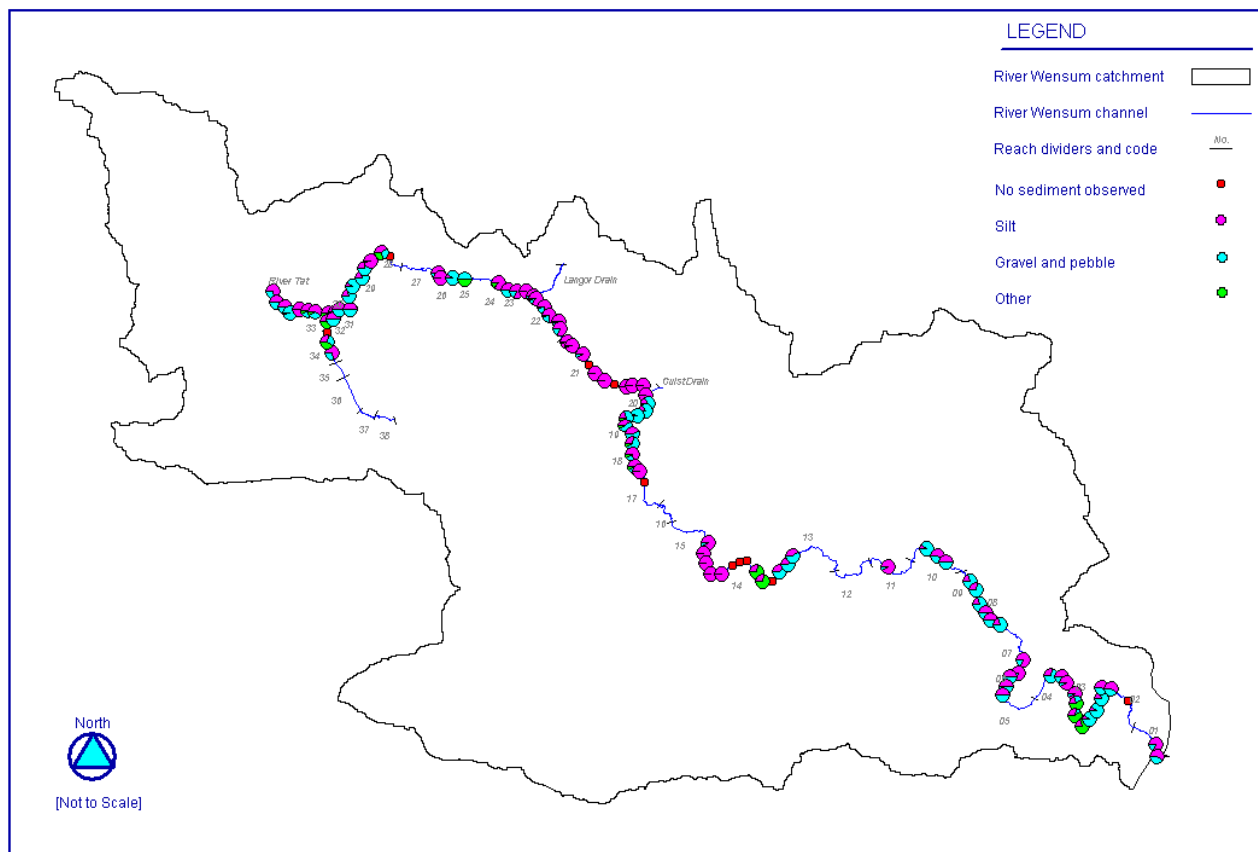 LEGEND
River Wensum catchment
River Wensum channel
No.
Reach dividers and code
No sediment observed
Silt
Gravel and pebble
Other
28
27
29
River Tat
26
25
24
23
Langor Drain
22
33
32
31
34
35
36
37
38
21
20
Guist Drain
19
18
17
16
15
14
13
12
11
10
09
08
07
05
04
03
02
01
North
[Not to Scale]